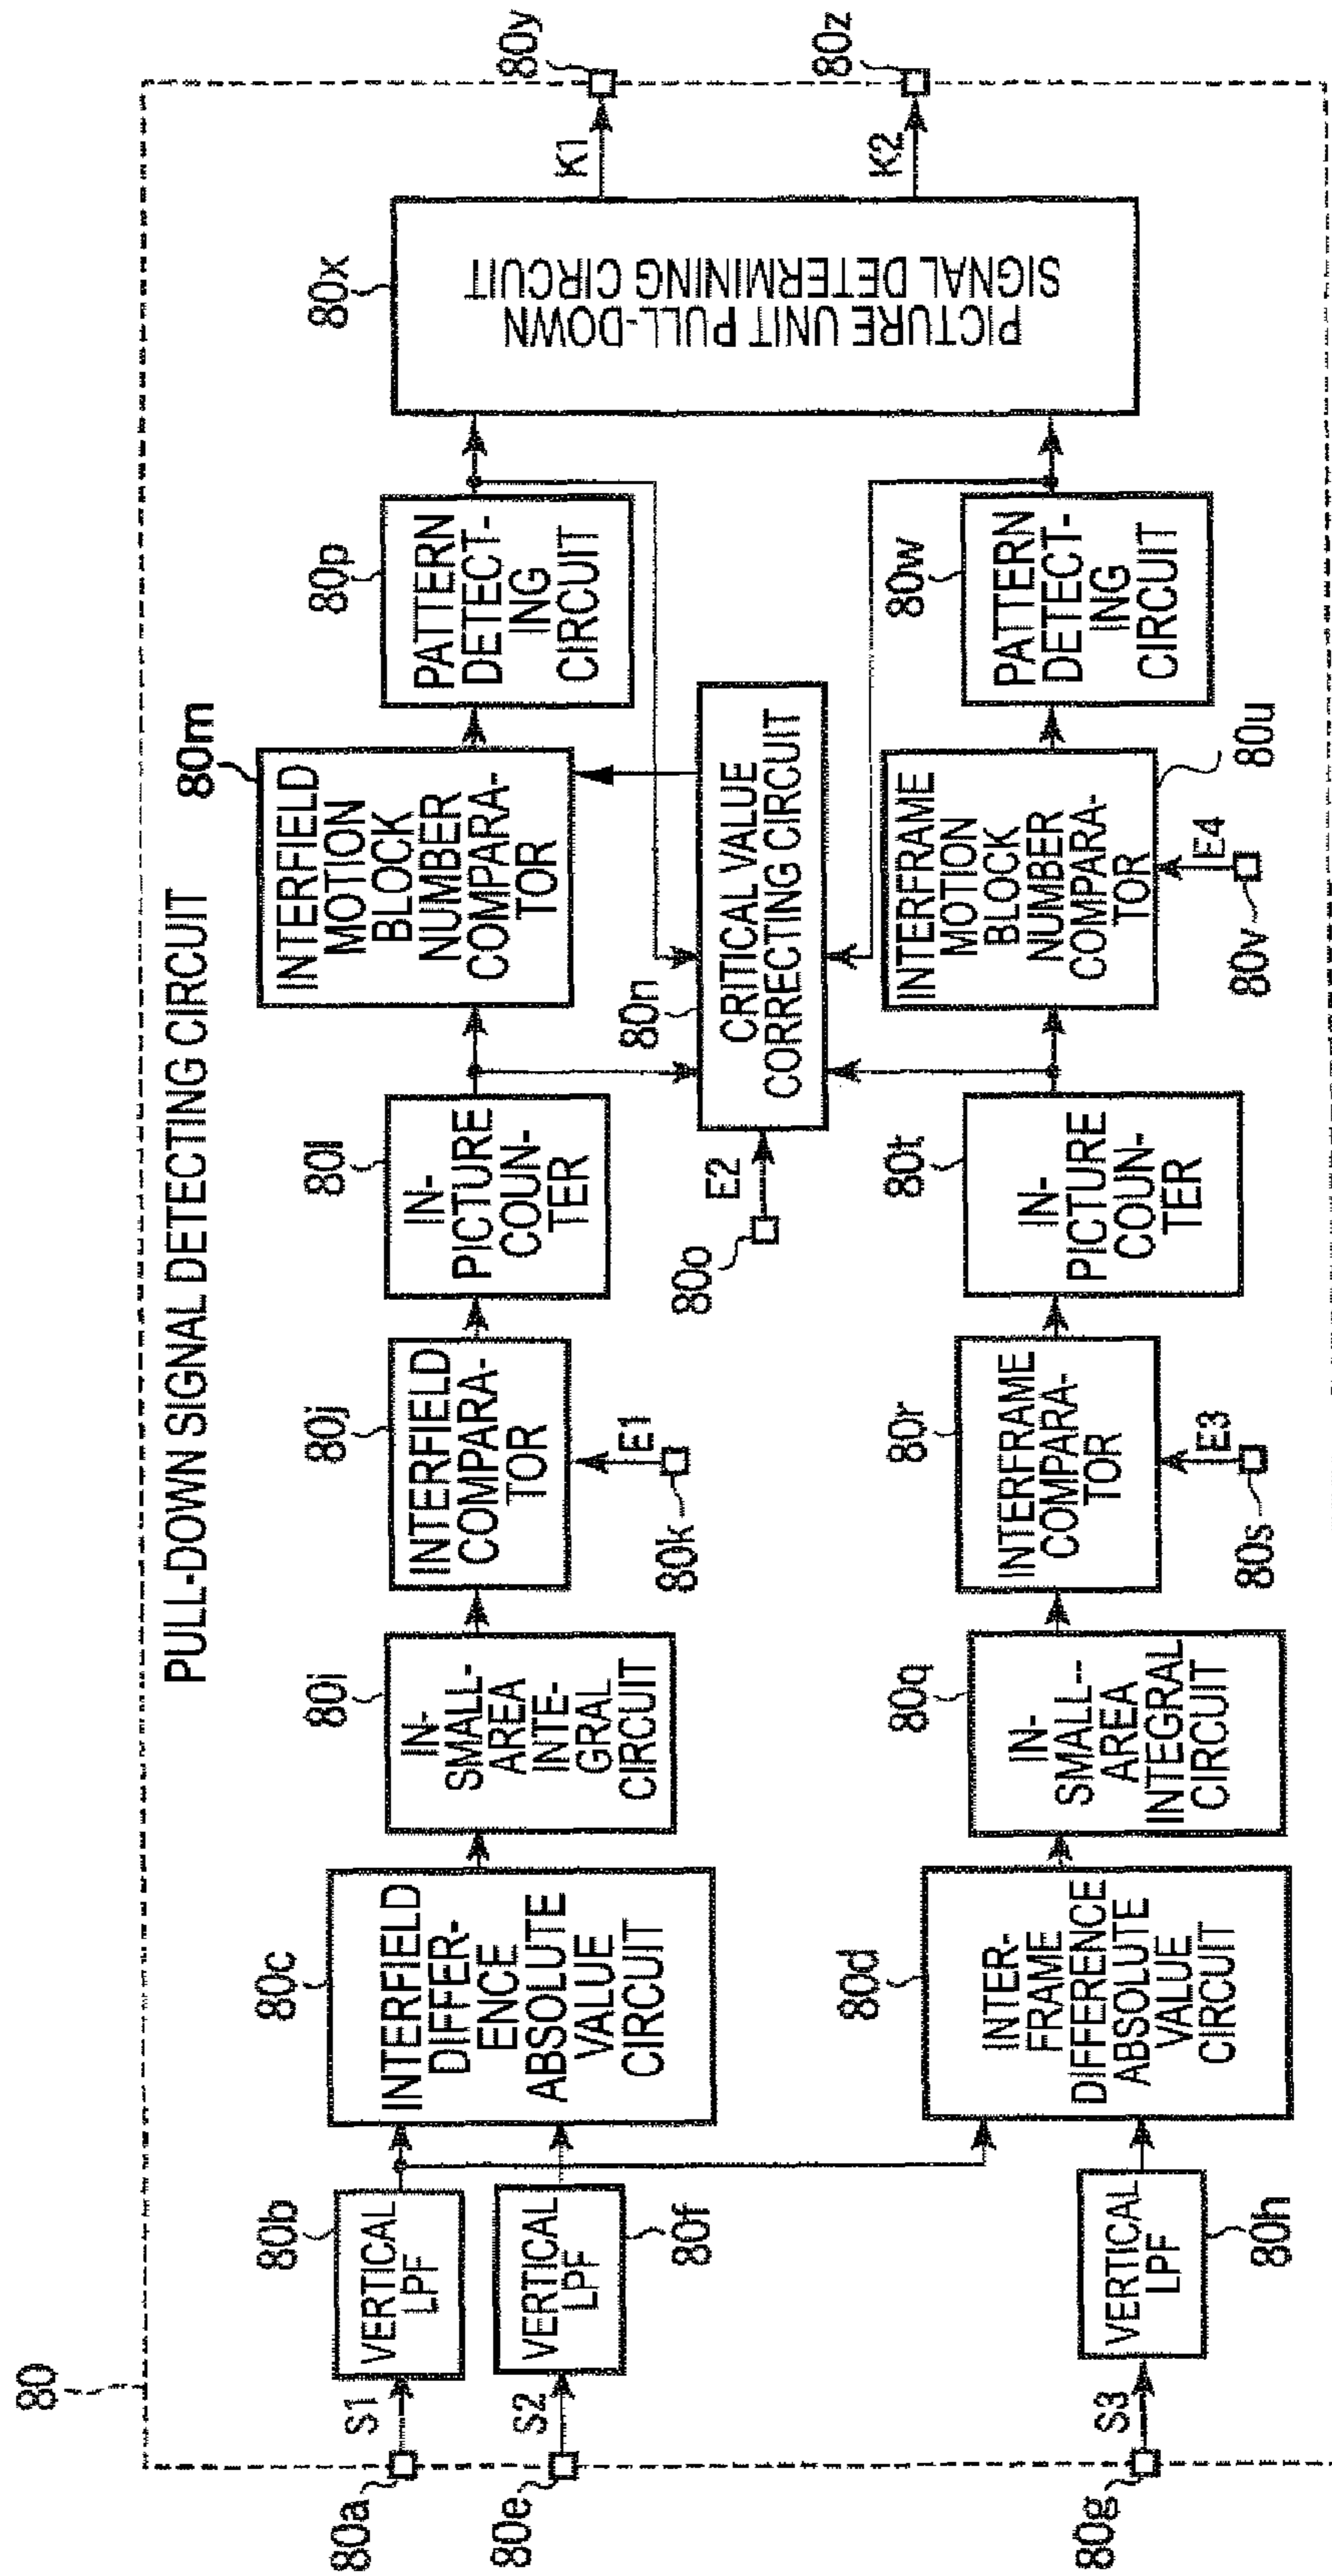 80
PULL-DOWN SIGNAL DETECTING CIRCUIT
80a
S1
80b
VERTICAL
LPF
80e
S2
VERTICAL
LPF
80f
80g
S3
VERTICAL
LPF
80h
80c
INTERFIELD
DIFFER-
ENCE
ABSOLUTE
VALUE
CIRCUIT
80d
INTER-
FRAME
DIFFERENCE
ABSOLUTE
VALUE
CIRCUIT
80i
IN-
SMALL-
AREA
INTE-
GRAL
CIRCUIT
80q
IN-
SMALL-
AREA
INTEGRAL
CIRCUIT
80j
INTERFIELD
COMPARA-
TOR
E1
80k
80r
INTERFRAME
COMPARA-
TOR
E3
80s
80l
IN-
PICTURE
COUN-
TER
80o
E2
80t
IN-
PICTURE
COUN-
TER
80m
INTERFIELD
MOTION
BLOCK
NUMBER
COMPARA-
TOR
80n
CRITICAL VALUE
CORRECTING CIRCUIT
INTERFRAME
MOTION
BLOCK
NUMBER
COMPARA-
TOR
80u
E4
80v
80p
PATTERN
DETECT-
ING
CIRCUIT
80w
PATTERN
DETECT-
ING
CIRCUIT
80x
PICTURE UNIT PULL-DOWN
SIGNAL DETERMINING CIRCUIT
K1
80y
K2
80z